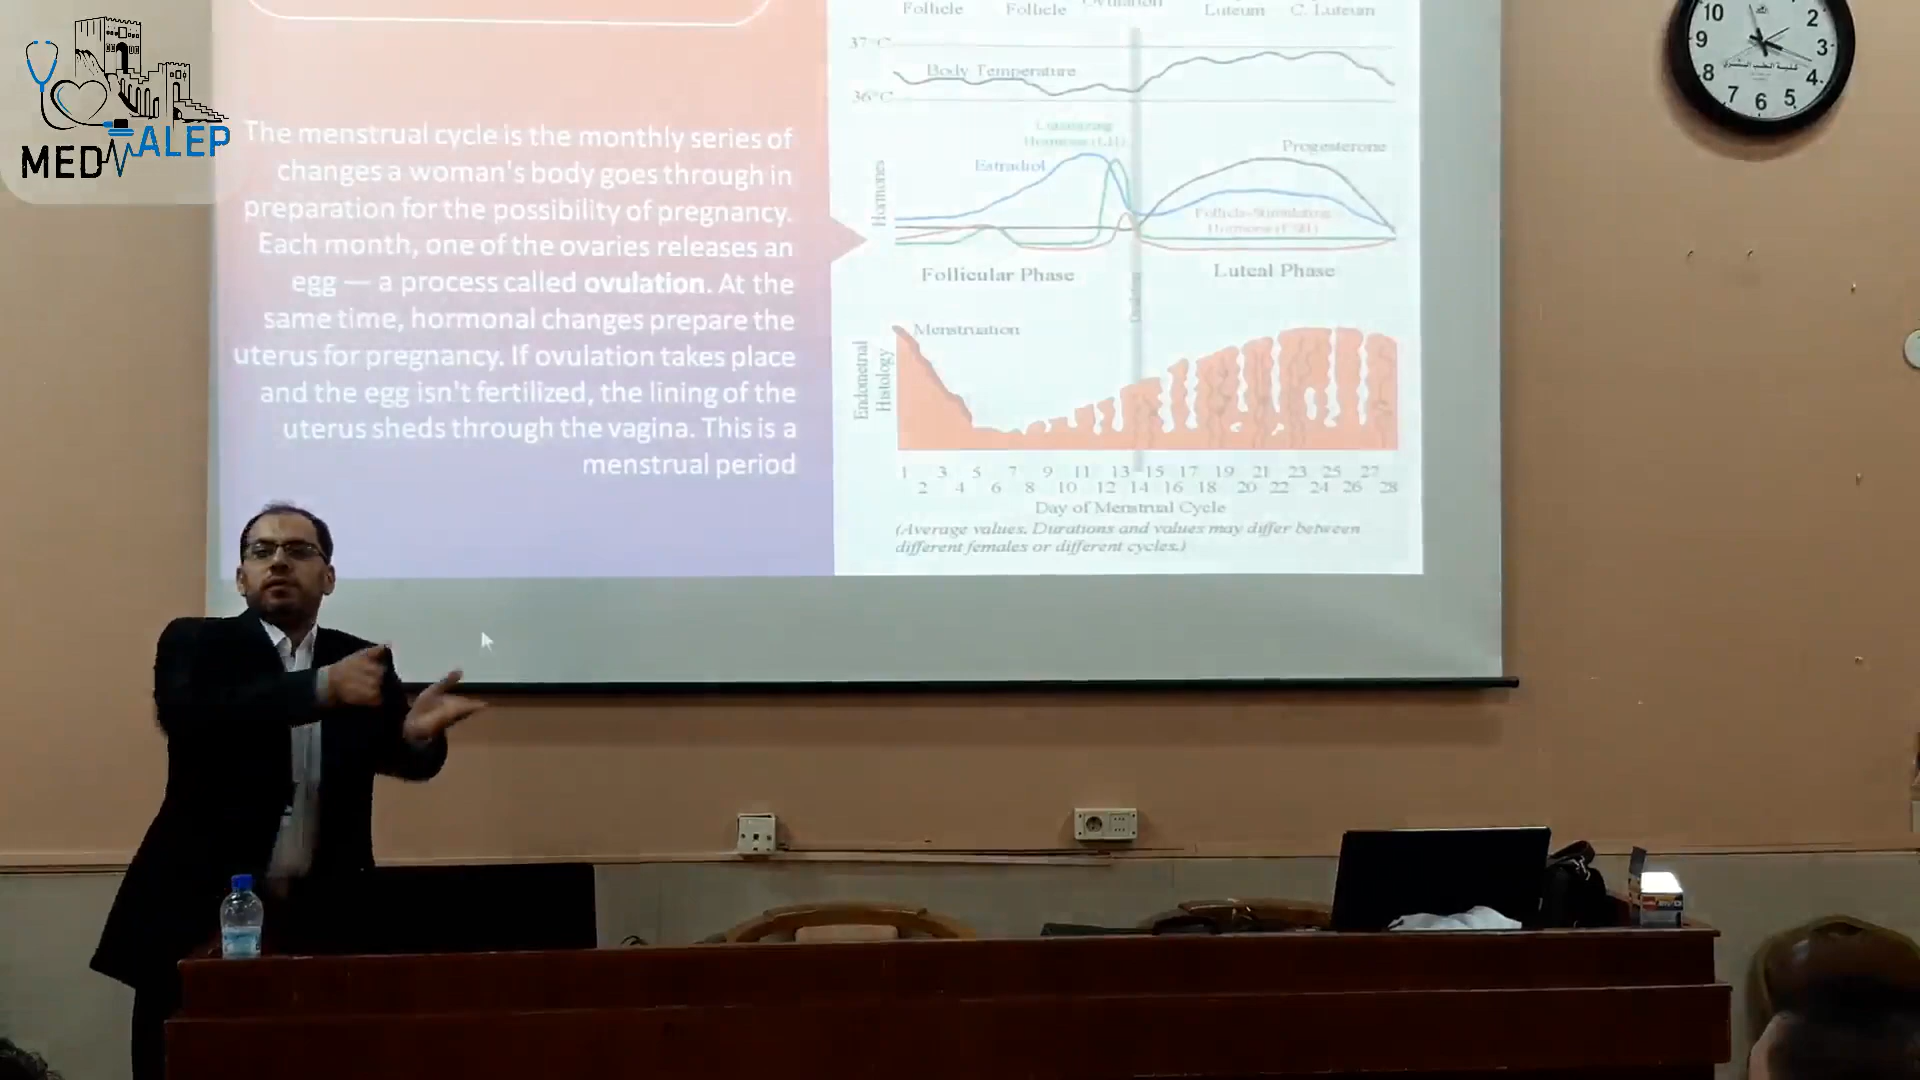 MED ALEP
The menstrual cycle is the monthly series of
changes a woman's body goes through in
preparation for the possibility of pregnancy.
Each month, one of the ovaries releases an
egg — a process called ovulation. At the
same time, hormonal changes prepare the
uterus for pregnancy. If ovulation takes place
and the egg isn't fertilized, the lining of the
uterus sheds through the vagina. This is a
menstrual period
Follicle Follicle Ovulation Luteum C. Luteum
37°C
Body Temperature
36°C
Luteinizing
Hormone (LH)
Estradiol
Progesterone
Hormones
Follicle-Stimulating
Hormone (FSH)
Follicular Phase
Luteal Phase
Menstruation
Endometrial
Histology
1 3 5 7 9 11 13 15 17 19 21 23 25 27
2 4 6 8 10 12 14 16 18 20 22 24 26 28
Day of Menstrual Cycle
(Average values. Durations and values may differ between
different females or different cycles.)
10 2
9 3
8 4
7 6 5
كلية الطب البشري